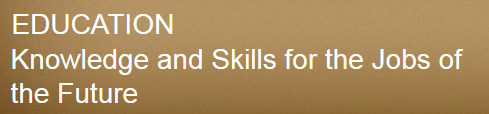 EDUCATION
Knowledge and Skills for the Jobs of
the Future